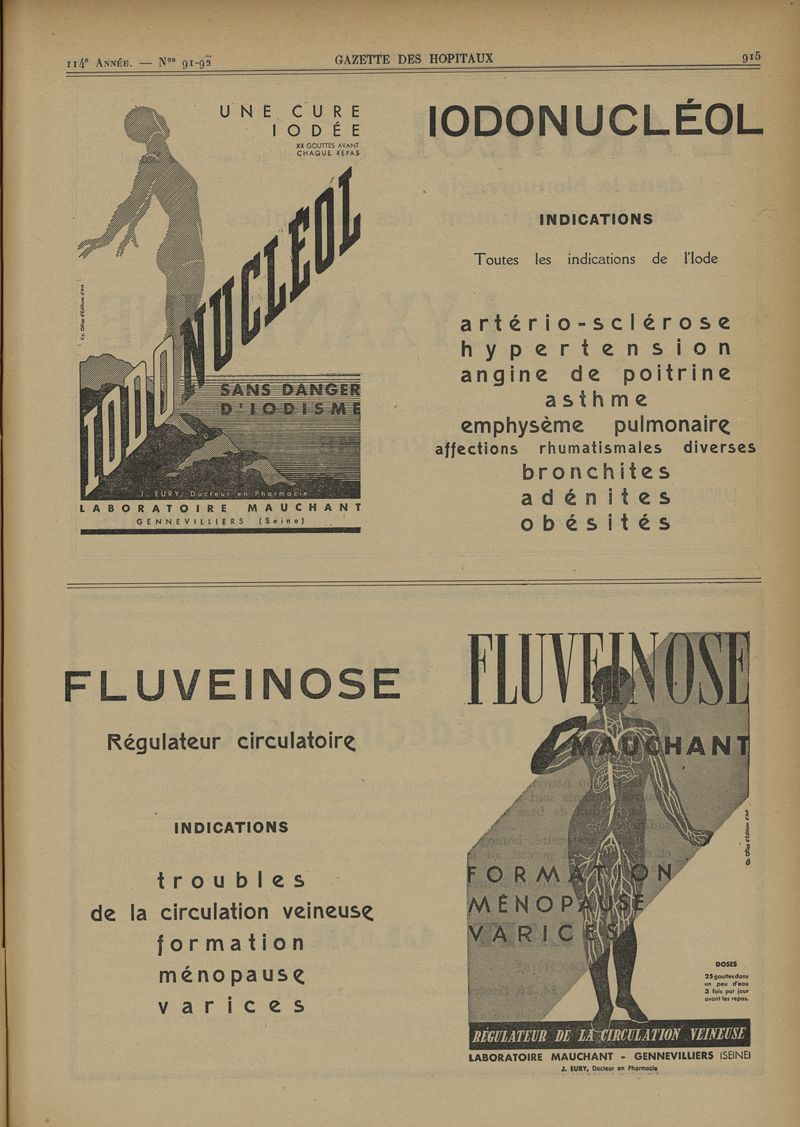 114e ANNÉE. — Nos 91-92
GAZETTE DES HOPITAUX
915
UNE CURE
IODÉE
XX GOUTTES AVANT
CHAQUE REPAS
IODONUCLÉOL
SANS DANGER
D'IODISME
J. EURY, Docteur en Pharmacie
LABORATOIRE MAUCHANT
GENNEVILLIERS (Seine)
IODONUCLÉOL
INDICATIONS
Toutes les indications de l'Iode
artério-sclérose
hypertension
angine de poitrine
asthme
emphysème pulmonaire
affections rhumatismales diverses
bronchites
adénites
obésités
FLUVEINOSE
Régulateur circulatoire
INDICATIONS
troubles
de la circulation veineuse
formation
ménopause
varices
FLUVEINOSE
MAUCHANT
FORMATION
MÉNOPAUSE
VARICES
DOSES
25 gouttes dans
un peu d'eau
3 fois par jour
avant les repas.
RÉGULATEUR DE LA CIRCULATION VEINEUSE
LABORATOIRE MAUCHANT - GENNEVILLIERS (SEINE)
J. EURY, Docteur en Pharmacie